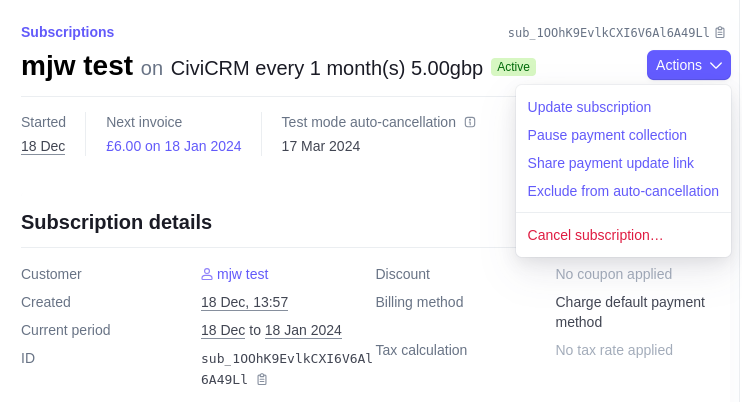 Subscriptions
sub_1OOhK9EvlkCXI6V6Al6A49Ll
mjw test on CiviCRM every 1 month(s) 5.00gbp Active
Actions
Update subscription
Pause payment collection
Share payment update link
Exclude from auto-cancellation
Cancel subscription…
Started
18 Dec
Next invoice
£6.00 on 18 Jan 2024
Test mode auto-cancellation
17 Mar 2024
Subscription details
Customer
mjw test
Created
18 Dec, 13:57
Current period
18 Dec to 18 Jan 2024
ID
sub_1OOhK9EvlkCXI6V6Al
6A49Ll
Discount
No coupon applied
Billing method
Charge default payment
method
Tax calculation
No tax rate applied